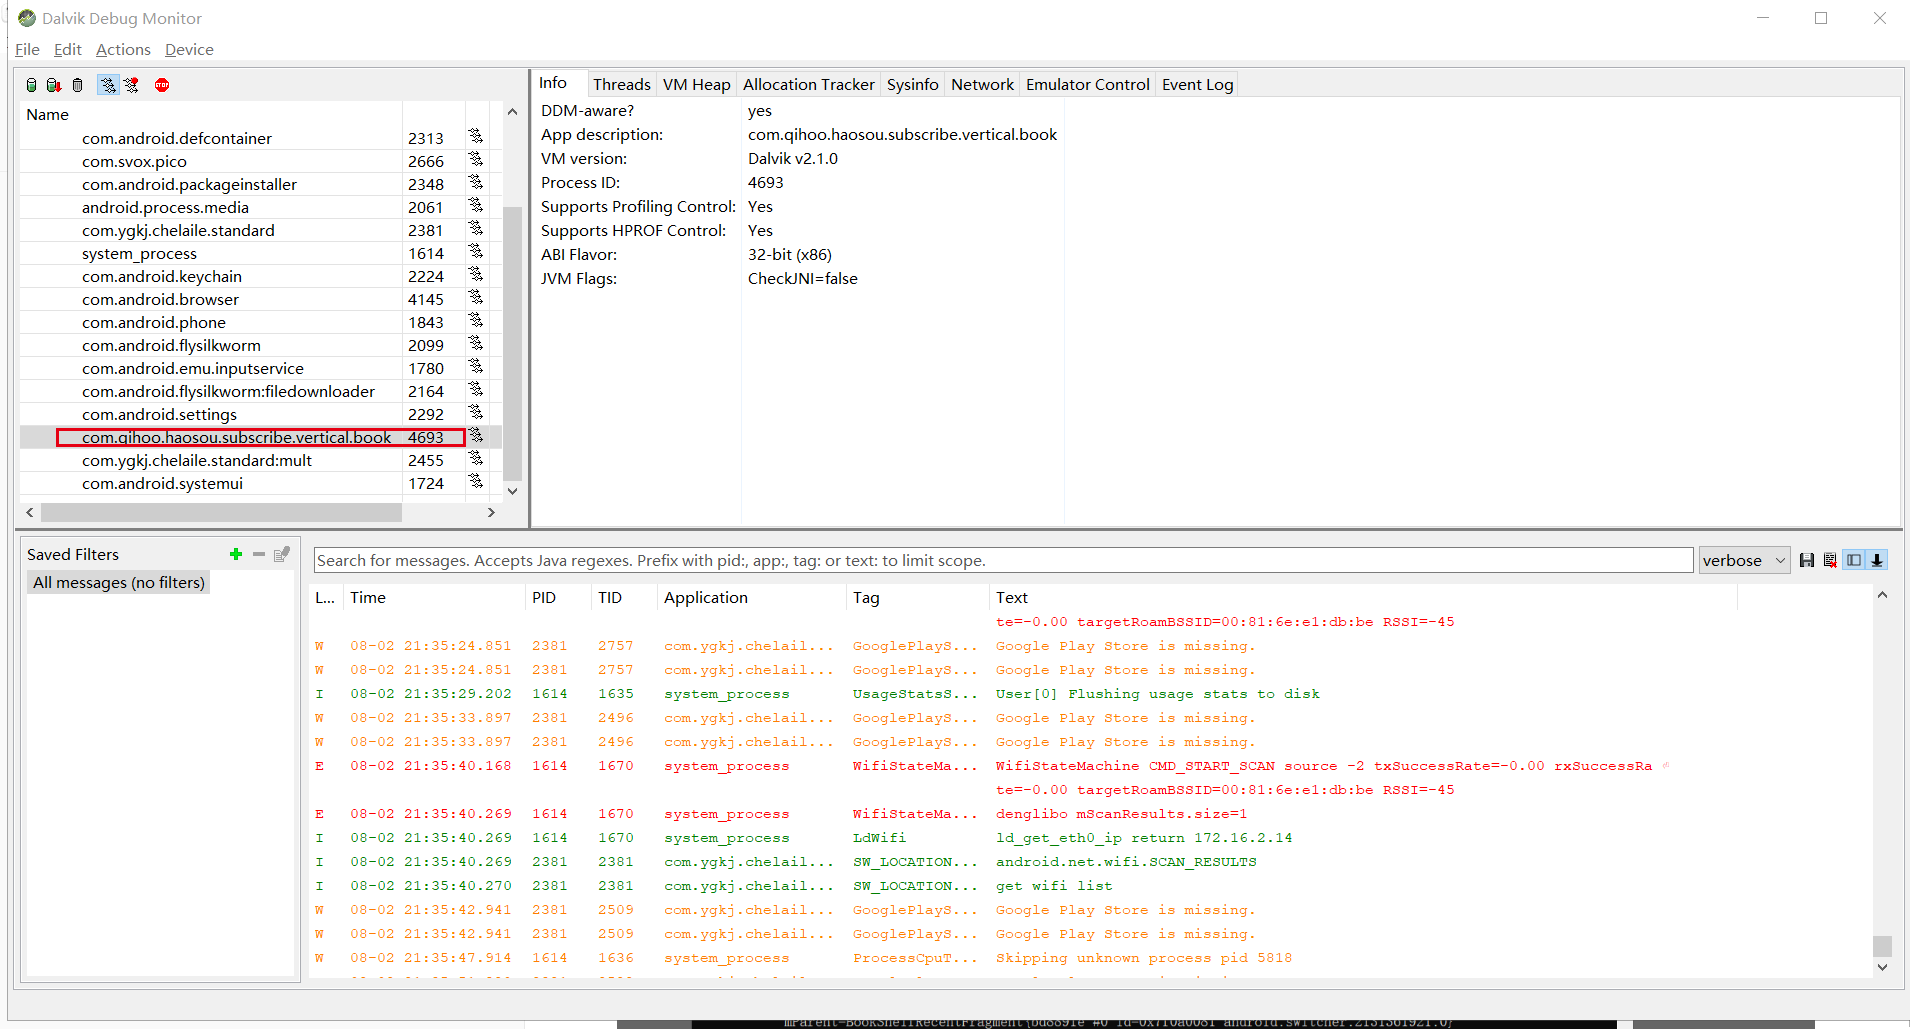 Dalvik Debug Monitor
File Edit Actions Device
STOP
Name
com.android.defcontainer 2313
com.svox.pico 2666
com.android.packageinstaller 2348
android.process.media 2061
com.ygkj.chelaile.standard 2381
system_process 1614
com.android.keychain 2224
com.android.browser 4145
com.android.phone 1843
com.android.flysilkworm 2099
com.android.emu.inputservice 1780
com.android.flysilkworm:filedownloader 2164
com.android.settings 2292
com.qihoo.haosou.subscribe.vertical.book 4693
com.ygkj.chelaile.standard:mult 2455
com.android.systemui 1724
Info Threads VM Heap Allocation Tracker Sysinfo Network Emulator Control Event Log
DDM-aware? yes
App description: com.qihoo.haosou.subscribe.vertical.book
VM version: Dalvik v2.1.0
Process ID: 4693
Supports Profiling Control: Yes
Supports HPROF Control: Yes
ABI Flavor: 32-bit (x86)
JVM Flags: CheckJNI=false
Saved Filters
All messages (no filters)
Search for messages. Accepts Java regexes. Prefix with pid:, app:, tag: or text: to limit scope. verbose
L... Time PID TID Application Tag Text
te=-0.00 targetRoamBSSID=00:81:6e:e1:db:be RSSI=-45
W 08-02 21:35:24.851 2381 2757 com.ygkj.chelail... GooglePlayS... Google Play Store is missing.
W 08-02 21:35:24.851 2381 2757 com.ygkj.chelail... GooglePlayS... Google Play Store is missing.
I 08-02 21:35:29.202 1614 1635 system_process UsageStatsS... User[0] Flushing usage stats to disk
W 08-02 21:35:33.897 2381 2496 com.ygkj.chelail... GooglePlayS... Google Play Store is missing.
W 08-02 21:35:33.897 2381 2496 com.ygkj.chelail... GooglePlayS... Google Play Store is missing.
E 08-02 21:35:40.168 1614 1670 system_process WifiStateMa... WifiStateMachine CMD_START_SCAN source -2 txSuccessRate=-0.00 rxSuccessRa
te=-0.00 targetRoamBSSID=00:81:6e:e1:db:be RSSI=-45
E 08-02 21:35:40.269 1614 1670 system_process WifiStateMa... denglibo mScanResults.size=1
I 08-02 21:35:40.269 1614 1670 system_process LdWifi ld_get_eth0_ip return 172.16.2.14
I 08-02 21:35:40.269 2381 2381 com.ygkj.chelail... SW_LOCATION... android.net.wifi.SCAN_RESULTS
I 08-02 21:35:40.270 2381 2381 com.ygkj.chelail... SW_LOCATION... get wifi list
W 08-02 21:35:42.941 2381 2509 com.ygkj.chelail... GooglePlayS... Google Play Store is missing.
W 08-02 21:35:42.941 2381 2509 com.ygkj.chelail... GooglePlayS... Google Play Store is missing.
W 08-02 21:35:47.914 1614 1636 system_process ProcessCpuT... Skipping unknown process pid 5818